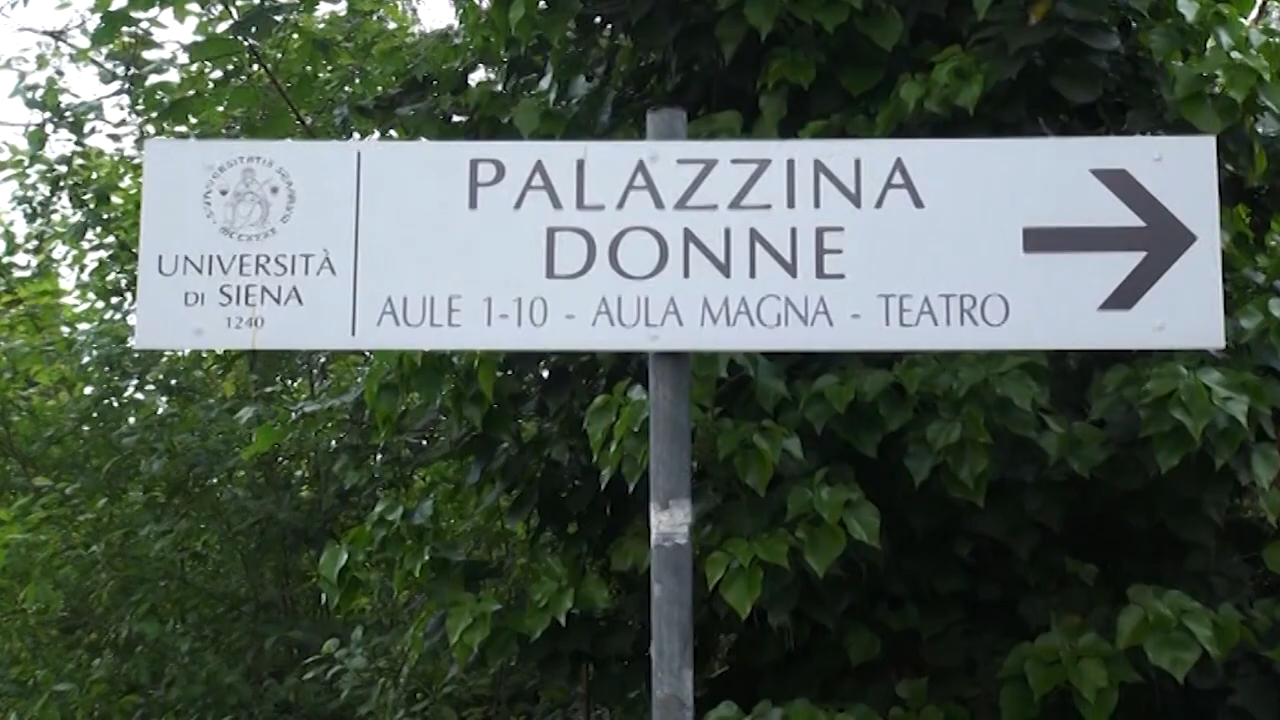 UNIVERSITÀ
DI SIENA
1240
PALAZZINA
DONNE
AULE 1-10 - AULA MAGNA - TEATRO